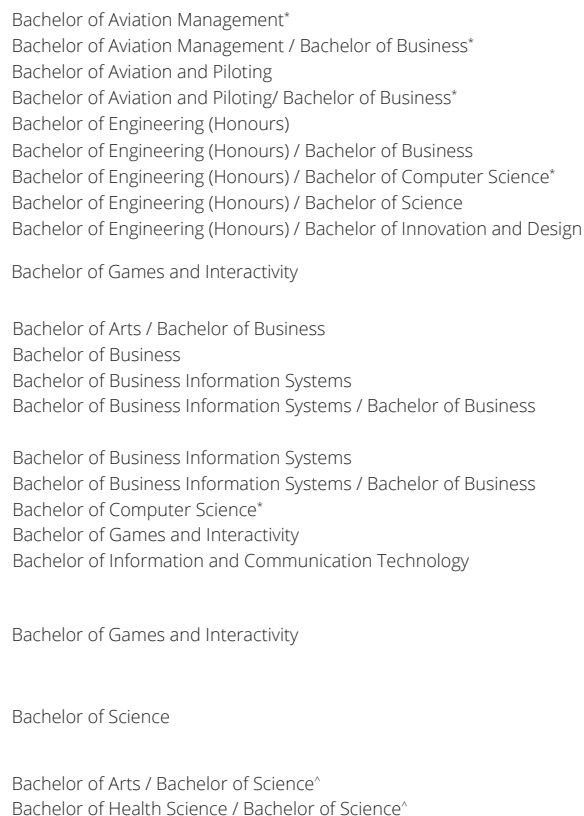 Bachelor of Aviation Management*
Bachelor of Aviation Management / Bachelor of Business*
Bachelor of Aviation and Piloting
Bachelor of Aviation and Piloting/ Bachelor of Business*
Bachelor of Engineering (Honours)
Bachelor of Engineering (Honours) / Bachelor of Business
Bachelor of Engineering (Honours) / Bachelor of Computer Science*
Bachelor of Engineering (Honours) / Bachelor of Science
Bachelor of Engineering (Honours) / Bachelor of Innovation and Design
Bachelor of Games and Interactivity
Bachelor of Arts / Bachelor of Business
Bachelor of Business
Bachelor of Business Information Systems
Bachelor of Business Information Systems / Bachelor of Business
Bachelor of Business Information Systems
Bachelor of Business Information Systems / Bachelor of Business
Bachelor of Computer Science*
Bachelor of Games and Interactivity
Bachelor of Information and Communication Technology
Bachelor of Games and Interactivity
Bachelor of Science
Bachelor of Arts / Bachelor of Science^
Bachelor of Health Science / Bachelor of Science^